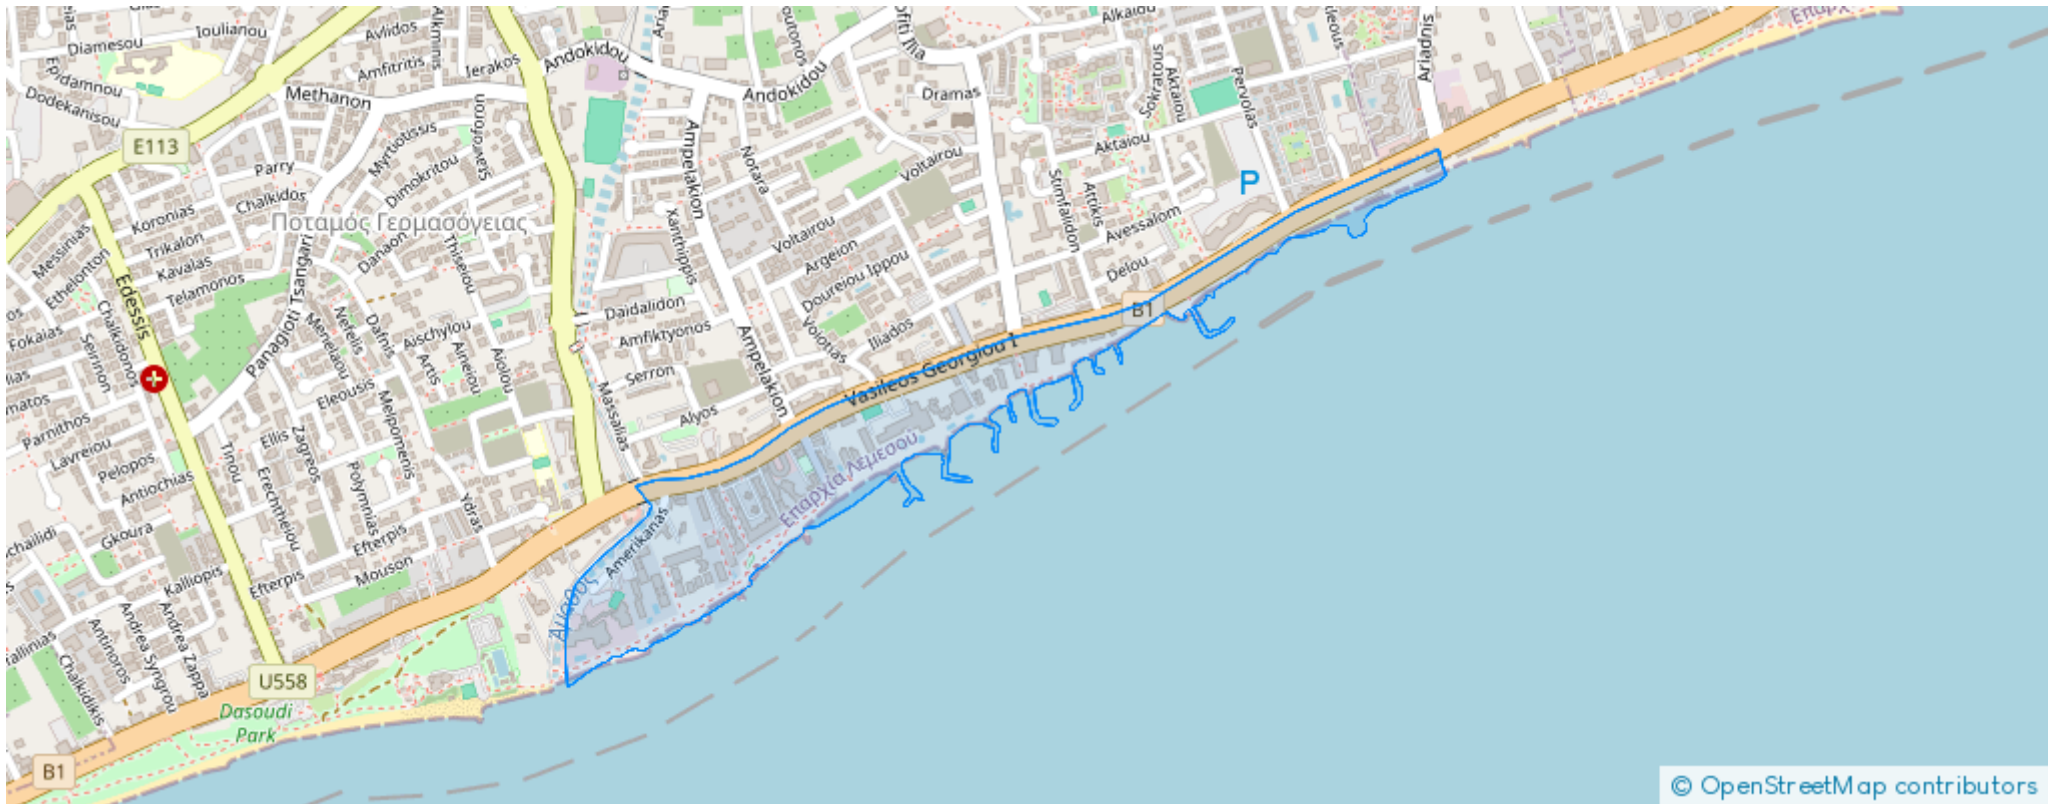 Diamesou
Ioulianou
Avlidos
Alkminis
Ierakos
Andokidou
Andokidou
Alkaiou
Ariadnis
Epidamnou
Dodekanisou
Amfitritis
Methanon
Dramas
Sokratous
Aktaiou
Pervolas
E113
Parry
Myrtiotissis
Dimokritou
Ampelakion
Notara
Voltairou
Aktaiou
Koronias
Chalkidos
Ποταμός Γερμασόγειας
Xanthippis
Voltairou
Argeion
Doureiou Ippou
Stimfalidon
Attikis
Avessalom
P
Messinias
Trikalon
Kavalas
Telamonos
Danaon
Thiseiou
Ethelonton
Edessis
Panagioti Tsangari
Daidalidon
Amfiktyonos
Delou
B1
Fokaias
Chalkidonos
Seirinon
Menelaou
Nefelis
Dafnis
Aischylou
Artis
Aineiou
Aiolou
Serron
Ampelakion
Voiotias
Iliados
Vasileos Georgiou I
Parnithos
Lavreiou
Pelopos
Antiochias
Tinou
Ellis
Eleousis
Zagreos
Melpomenis
Massalias
Alyos
Gkoura
Erechtheiou
Polymnias
Ydras
Επαρχία Λεμεσού
Kalliopis
Efterpis
Efterpis
Mouson
Amerikanas
Άμαθος
Chalkidikis
Antinoros
Andrea Syngrou
Andrea Zappa
U558
Dasoudi
Park
B1
© OpenStreetMap contributors